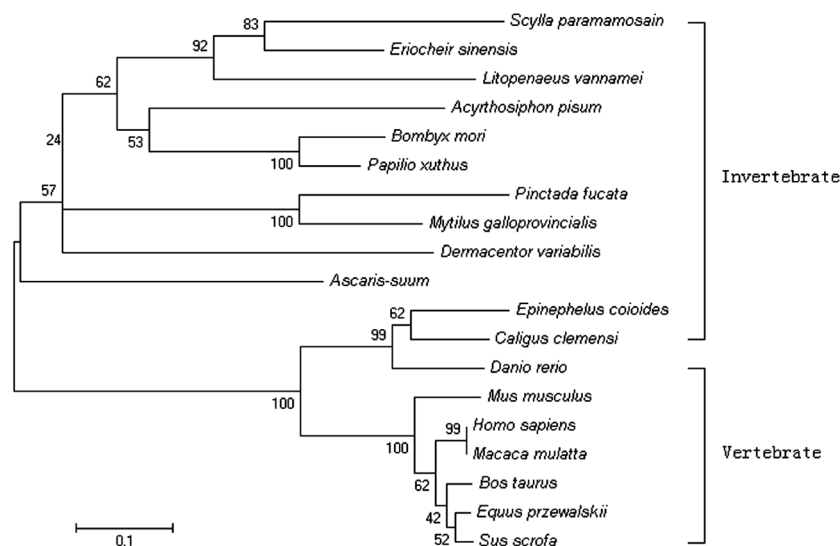 83
Scylla paramamosain
92
Eriocheir sinensis
62
Litopenaeus vannamei
Acyrthosiphon pisum
24
53
Bombyx mori
100
Papilio xuthus
Invertebrate
57
Pinctada fucata
100
Mytilus galloprovincialis
Dermacentor variabilis
Ascaris-suum
62
Epinephelus coioides
99
Caligus clemensi
Danio rerio
100
Mus musculus
99
Homo sapiens
100
Macaca mulatta
Vertebrate
62
Bos taurus
42
Equus przewalskii
52
Sus scrofa
0.1